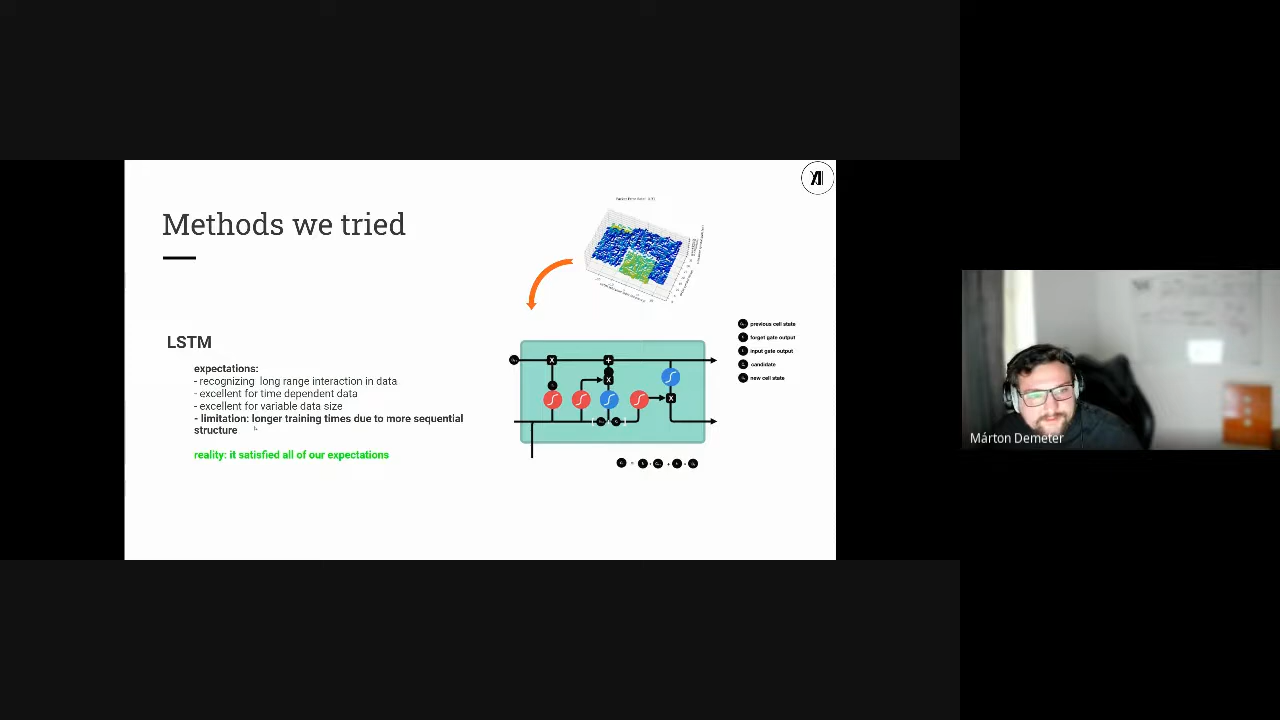 Methods we tried
LSTM
expectations:
- recognizing long range interaction in data
- excellent for time dependent data
- excellent for variable data size
- limitation: longer training times due to more sequential
structure
reality: it satisfied all of our expectations
previous cell state
forget gate output
input gate output
candidate
new cell state
X
+
X
X
Márton Demeter